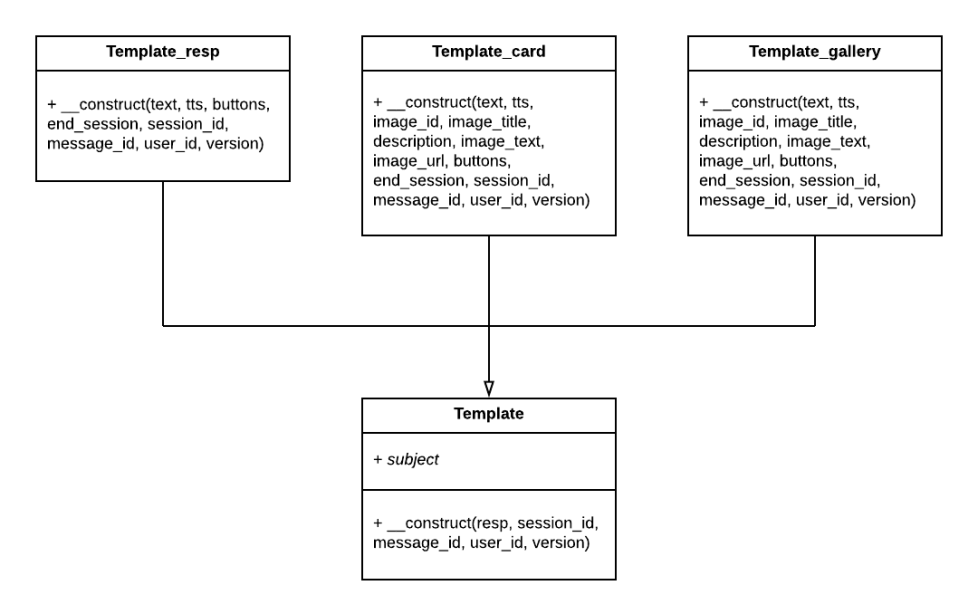 Template_resp
+ __construct(text, tts, buttons,
end_session, session_id,
message_id, user_id, version)
Template_card
+ __construct(text, tts,
image_id, image_title,
description, image_text,
image_url, buttons,
end_session, session_id,
message_id, user_id, version)
Template_gallery
+ __construct(text, tts,
image_id, image_title,
description, image_text,
image_url, buttons,
end_session, session_id,
message_id, user_id, version)
Template
+ subject
+ __construct(resp, session_id,
message_id, user_id, version)